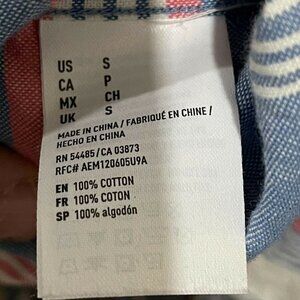 US S
CA P
MX CH
UK S
MADE IN CHINA / FABRIQUÉ EN CHINE /
HECHO EN CHINA
RN 54485/ CA 03873
RFC# AEM120605U9A
EN 100% COTTON
FR 100% COTON
SP 100% algodón